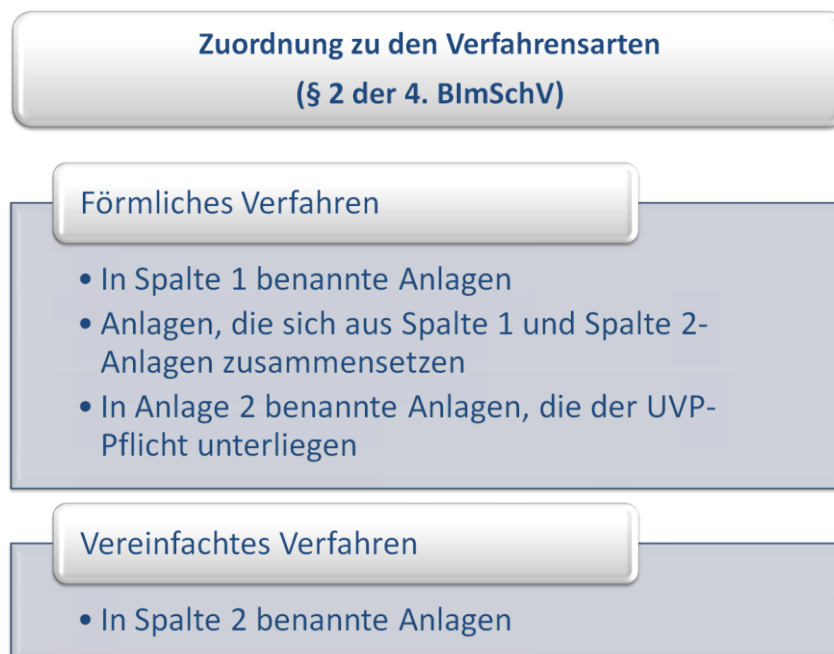 Zuordnung zu den Verfahrensarten
(§ 2 der 4. BImSchV)
Förmliches Verfahren
• In Spalte 1 benannte Anlagen
• Anlagen, die sich aus Spalte 1 und Spalte 2-
Anlagen zusammensetzen
• In Anlage 2 benannte Anlagen, die der UVP-
Pflicht unterliegen
Vereinfachtes Verfahren
• In Spalte 2 benannte Anlagen